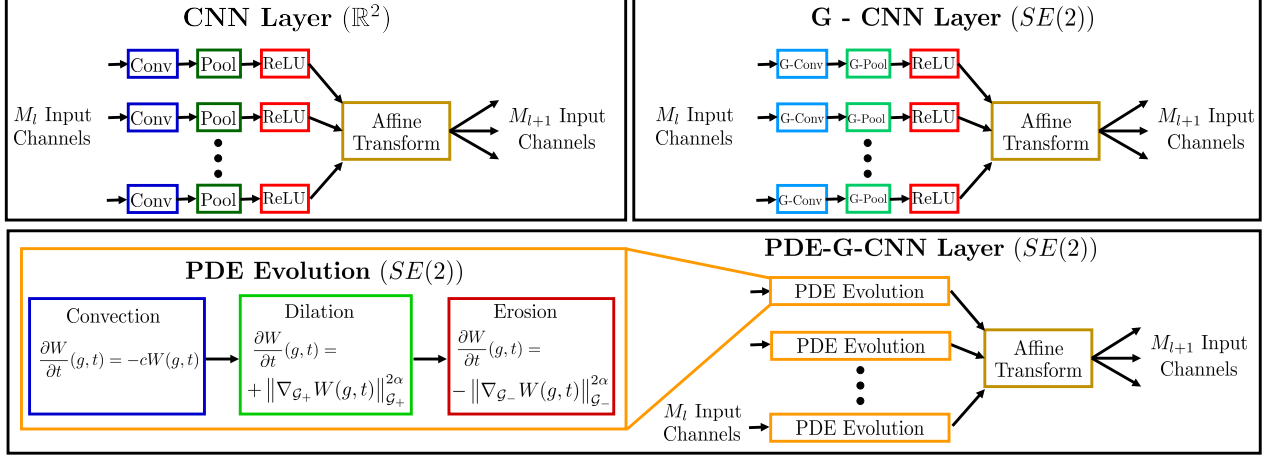 CNN Layer (ℝ²)
Conv Pool ReLU
M_l Input
Channels
Conv Pool ReLU
Affine
Transform
M_{l+1} Input
Channels
Conv Pool ReLU
G - CNN Layer (SE(2))
G-Conv G-Pool ReLU
M_l Input
Channels
G-Conv G-Pool ReLU
Affine
Transform
M_{l+1} Input
Channels
G-Conv G-Pool ReLU
PDE Evolution (SE(2))
Convection
∂W/∂t (g, t) = −cW(g, t)
Dilation
∂W/∂t (g, t) =
+ ‖∇_{𝒢₊} W(g, t)‖^{2α}_{𝒢₊}
Erosion
∂W/∂t (g, t) =
− ‖∇_{𝒢₋} W(g, t)‖^{2α}_{𝒢₋}
PDE-G-CNN Layer (SE(2))
PDE Evolution
PDE Evolution
M_l Input
Channels
PDE Evolution
Affine
Transform
M_{l+1} Input
Channels